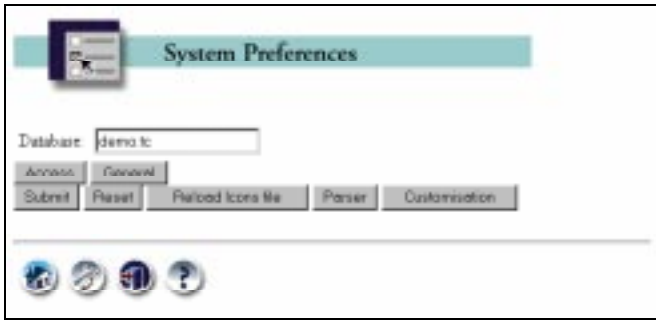 System Preferences
Database: demo.tc
Access General
Submit Reset Reload Icons file Parser Customisation
?